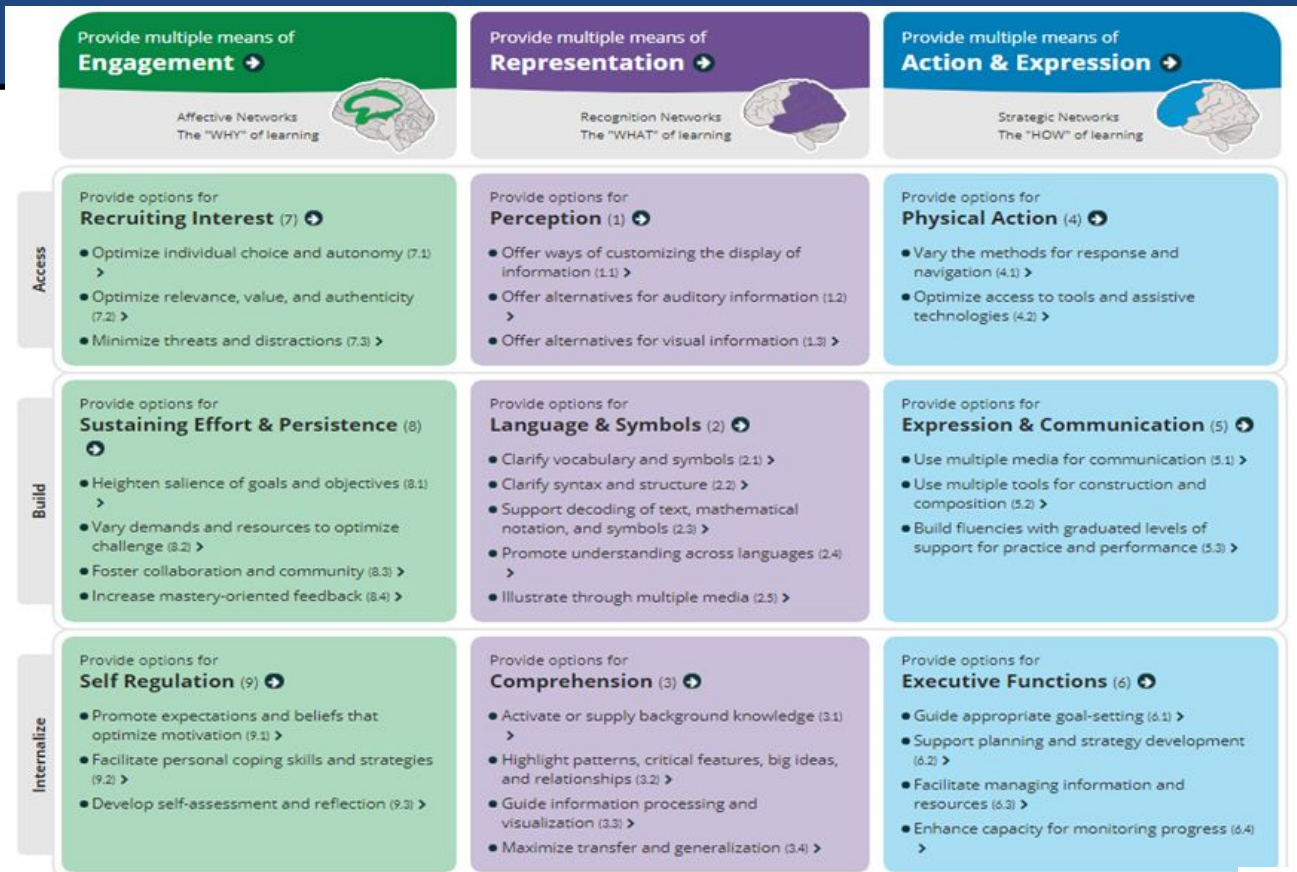 Provide multiple means of
Engagement
Affective Networks
The "WHY" of learning
Provide multiple means of
Representation
Recognition Networks
The "WHAT" of learning
Provide multiple means of
Action & Expression
Strategic Networks
The "HOW" of learning
Access
Provide options for
Recruiting Interest (7)
Optimize individual choice and autonomy (7.1)
Optimize relevance, value, and authenticity
(7.2)
Minimize threats and distractions (7.3)
Provide options for
Perception (1)
Offer ways of customizing the display of
information (1.1)
Offer alternatives for auditory information (1.2)
Offer alternatives for visual information (1.3)
Provide options for
Physical Action (4)
Vary the methods for response and
navigation (4.1)
Optimize access to tools and assistive
technologies (4.2)
Build
Provide options for
Sustaining Effort & Persistence (8)
Heighten salience of goals and objectives (8.1)
Vary demands and resources to optimize
challenge (8.2)
Foster collaboration and community (8.3)
Increase mastery-oriented feedback (8.4)
Provide options for
Language & Symbols (2)
Clarify vocabulary and symbols (2.1)
Clarify syntax and structure (2.2)
Support decoding of text, mathematical
notation, and symbols (2.3)
Promote understanding across languages (2.4)
Illustrate through multiple media (2.5)
Provide options for
Expression & Communication (5)
Use multiple media for communication (5.1)
Use multiple tools for construction and
composition (5.2)
Build fluencies with graduated levels of
support for practice and performance (5.3)
Internalize
Provide options for
Self Regulation (9)
Promote expectations and beliefs that
optimize motivation (9.1)
Facilitate personal coping skills and strategies
(9.2)
Develop self-assessment and reflection (9.3)
Provide options for
Comprehension (3)
Activate or supply background knowledge (3.1)
Highlight patterns, critical features, big ideas,
and relationships (3.2)
Guide information processing and
visualization (3.3)
Maximize transfer and generalization (3.4)
Provide options for
Executive Functions (6)
Guide appropriate goal-setting (6.1)
Support planning and strategy development
(6.2)
Facilitate managing information and
resources (6.3)
Enhance capacity for monitoring progress (6.4)